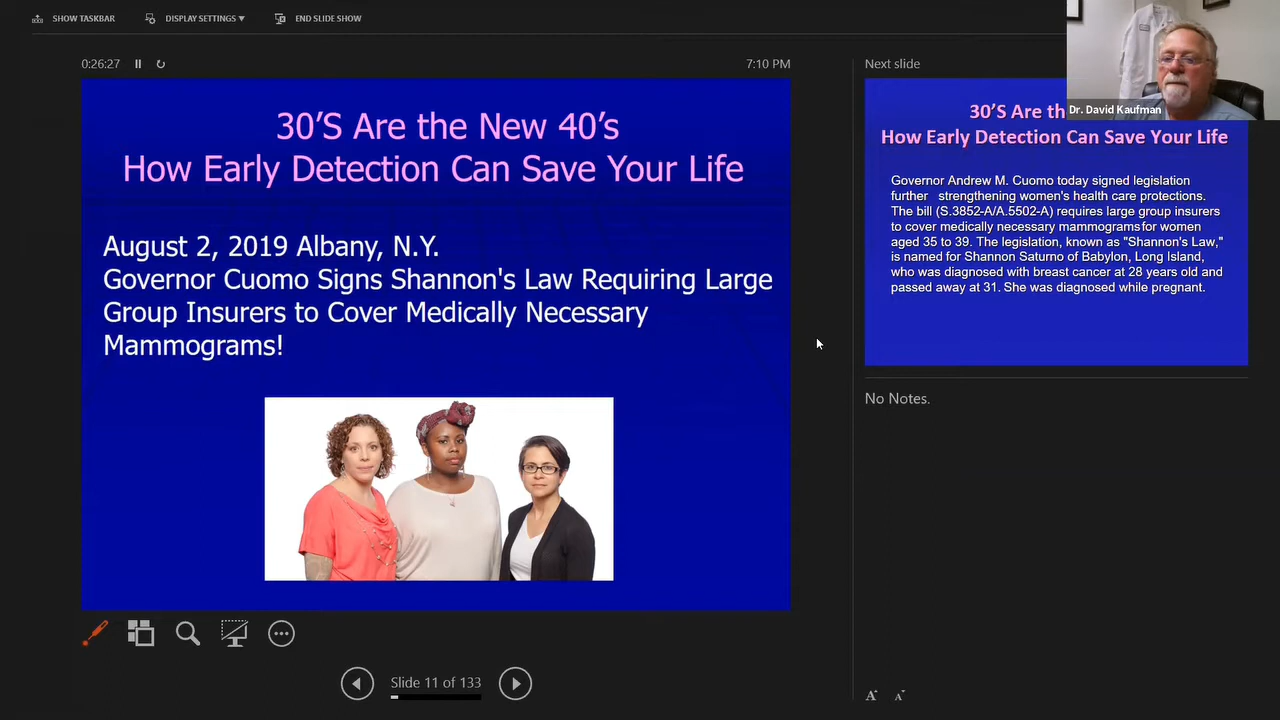 SHOW TASKBAR
DISPLAY SETTINGS ▼
END SLIDE SHOW
0:26:27
7:10 PM
30'S Are the New 40's
How Early Detection Can Save Your Life
August 2, 2019 Albany, N.Y.
Governor Cuomo Signs Shannon's Law Requiring Large
Group Insurers to Cover Medically Necessary
Mammograms!
Slide 11 of 133
Next slide
Dr. David Kaufman
30'S Are th
How Early Detection Can Save Your Life
Governor Andrew M. Cuomo today signed legislation
further strengthening women's health care protections.
The bill (S.3852-A/A.5502-A) requires large group insurers
to cover medically necessary mammograms for women
aged 35 to 39. The legislation, known as "Shannon's Law,"
is named for Shannon Saturno of Babylon, Long Island,
who was diagnosed with breast cancer at 28 years old and
passed away at 31. She was diagnosed while pregnant.
No Notes.
A A